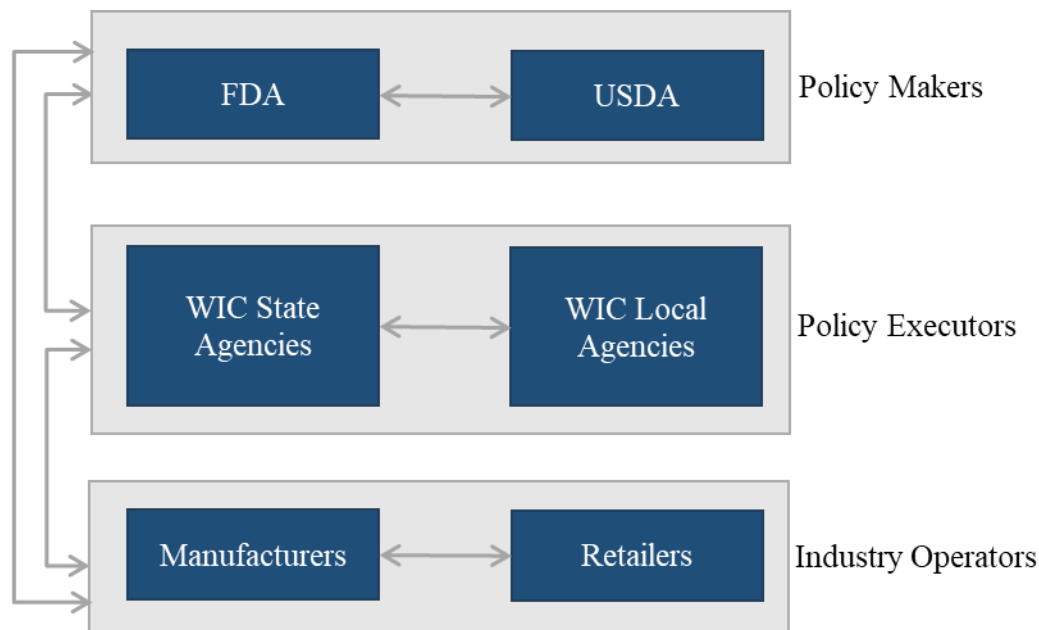 FDA
USDA
Policy Makers
WIC State
Agencies
WIC Local
Agencies
Policy Executors
Manufacturers
Retailers
Industry Operators